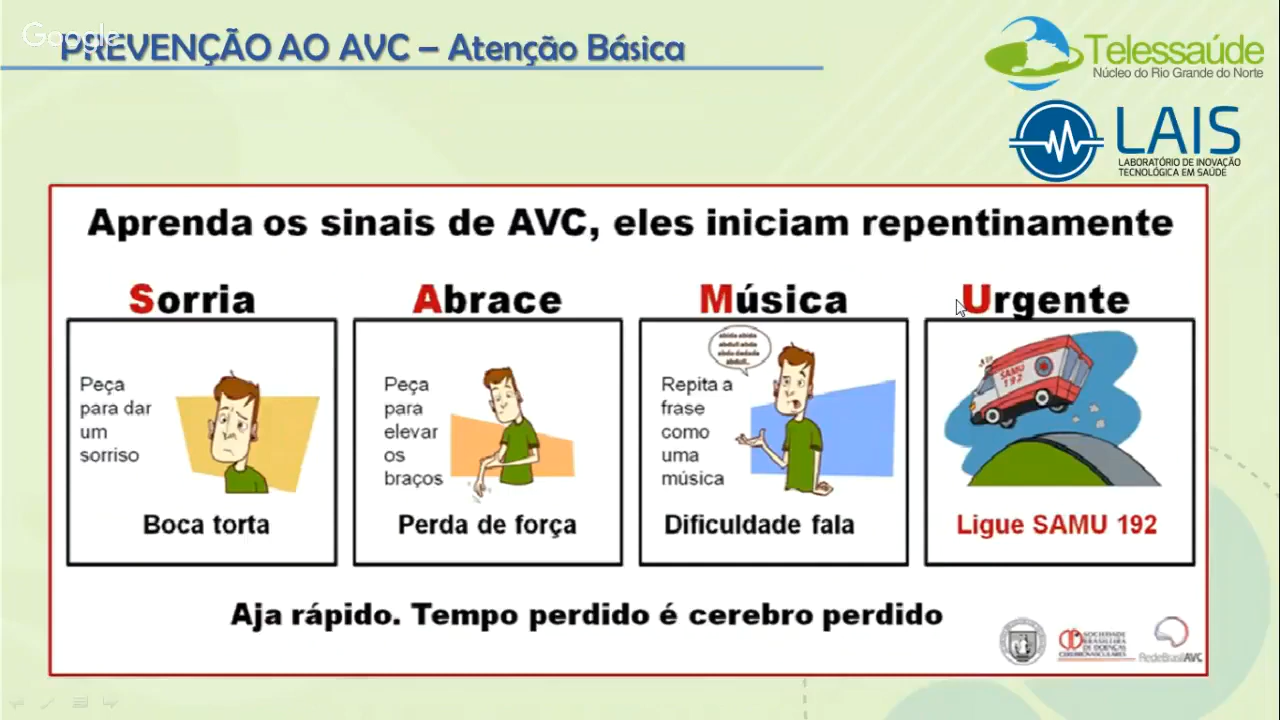 Google
PREVENÇÃO AO AVC – Atenção Básica
Telessaúde
Núcleo do Rio Grande do Norte
LAIS
LABORATÓRIO DE INOVAÇÃO
TECNOLÓGICA EM SAÚDE
Aprenda os sinais de AVC, eles iniciam repentinamente
Sorria
Peça
para dar
um
sorriso
Boca torta
Abrace
Peça
para
elevar
os
braços
Perda de força
Música
Repita a
frase
como
uma
música
Dificuldade fala
Urgente
SAMU
192
Ligue SAMU 192
Aja rápido. Tempo perdido é cerebro perdido
SOCIEDADE
BRASILEIRA
DE DOENÇAS
CEREBROVASCULARES
RedeBrasilAVC